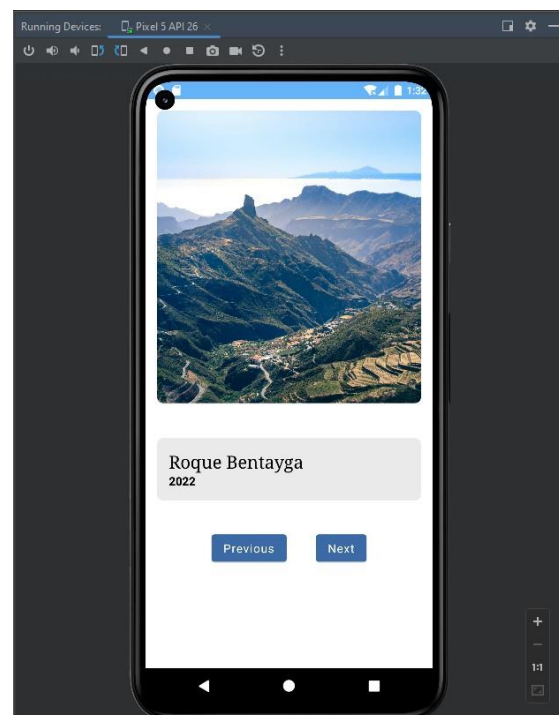 Running Devices: Pixel 5 API 26
1:32
Roque Bentayga
2022
Previous
Next
1:1